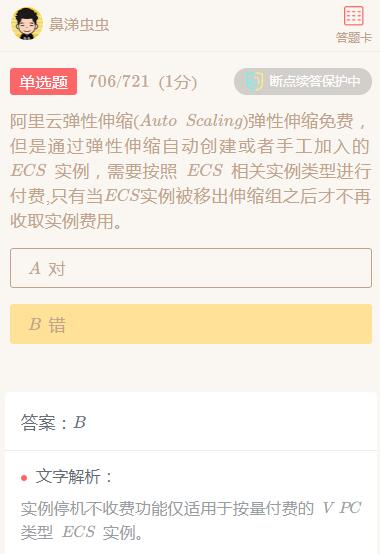 鼻涕虫虫
答题卡
单选题 706/721 (1分) 断点续答保护中
阿里云弹性伸缩(Auto Scaling)弹性伸缩免费，
但是通过弹性伸缩自动创建或者手工加入的
ECS 实例，需要按照 ECS 相关实例类型进行
付费,只有当ECS实例被移出伸缩组之后才不再
收取实例费用。
A 对
B 错
答案：B
文字解析：
实例停机不收费功能仅适用于按量付费的 V PC
类型 ECS 实例。